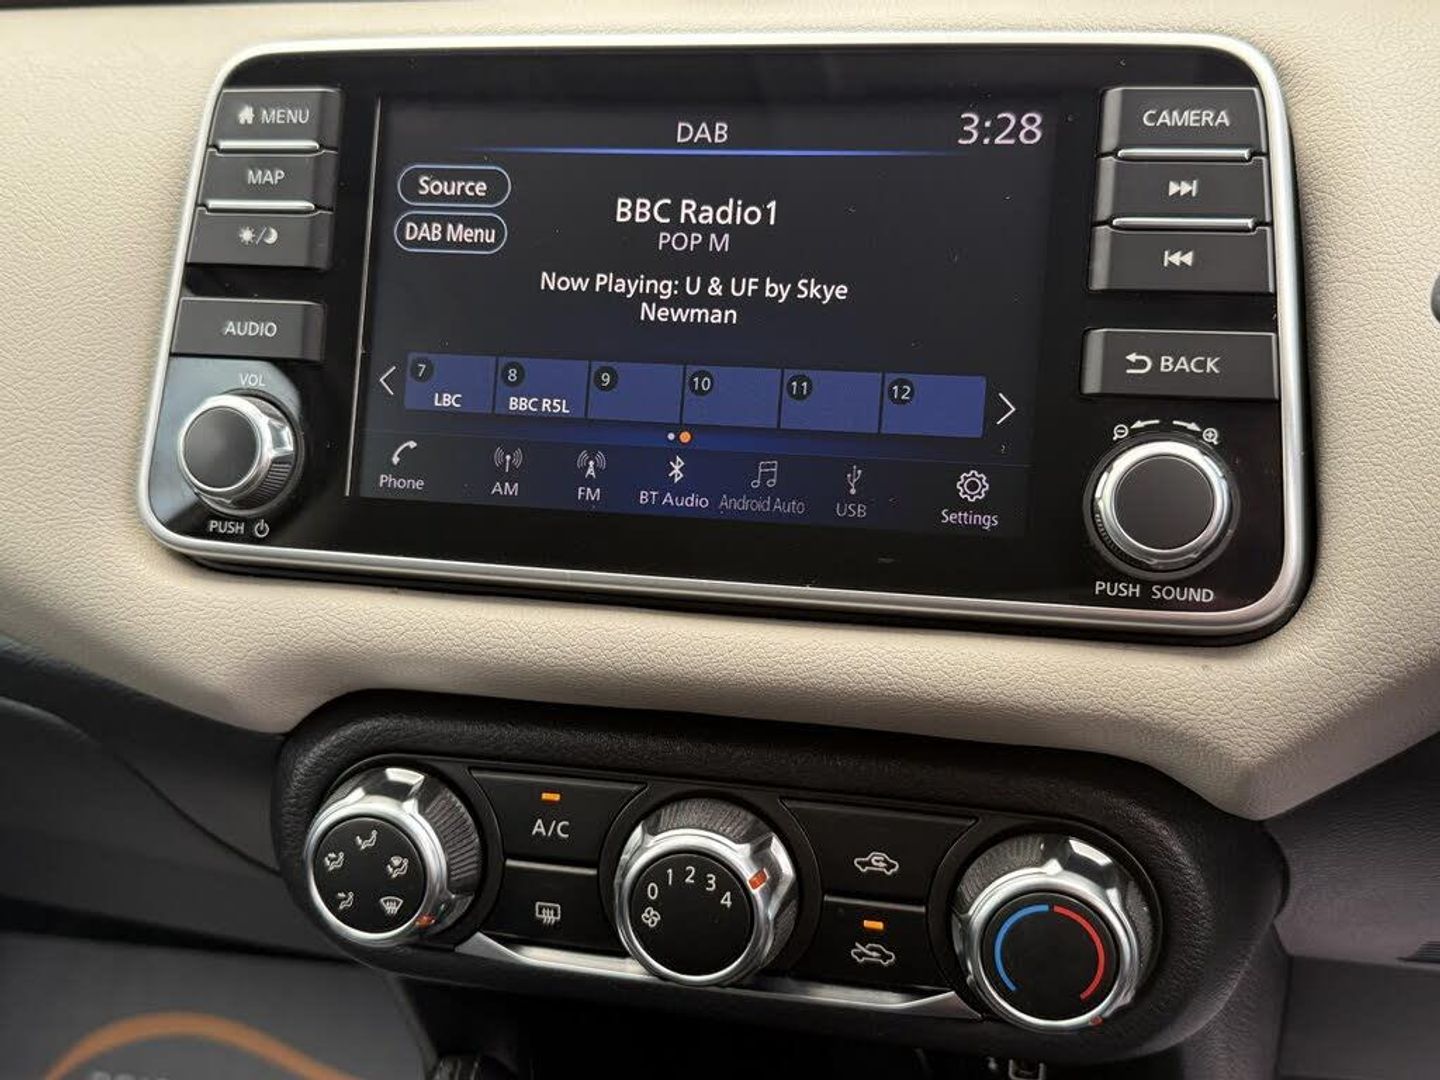 MENU
MAP
AUDIO
VOL
PUSH
DAB
3:28
Source
DAB Menu
BBC Radio1
POP M
Now Playing: U & UF by Skye
Newman
7 8 9 10 11 12
LBC BBC R5L
Phone AM FM BT Audio Android Auto USB Settings
CAMERA
BACK
PUSH SOUND
A/C
0 1 2 3 4